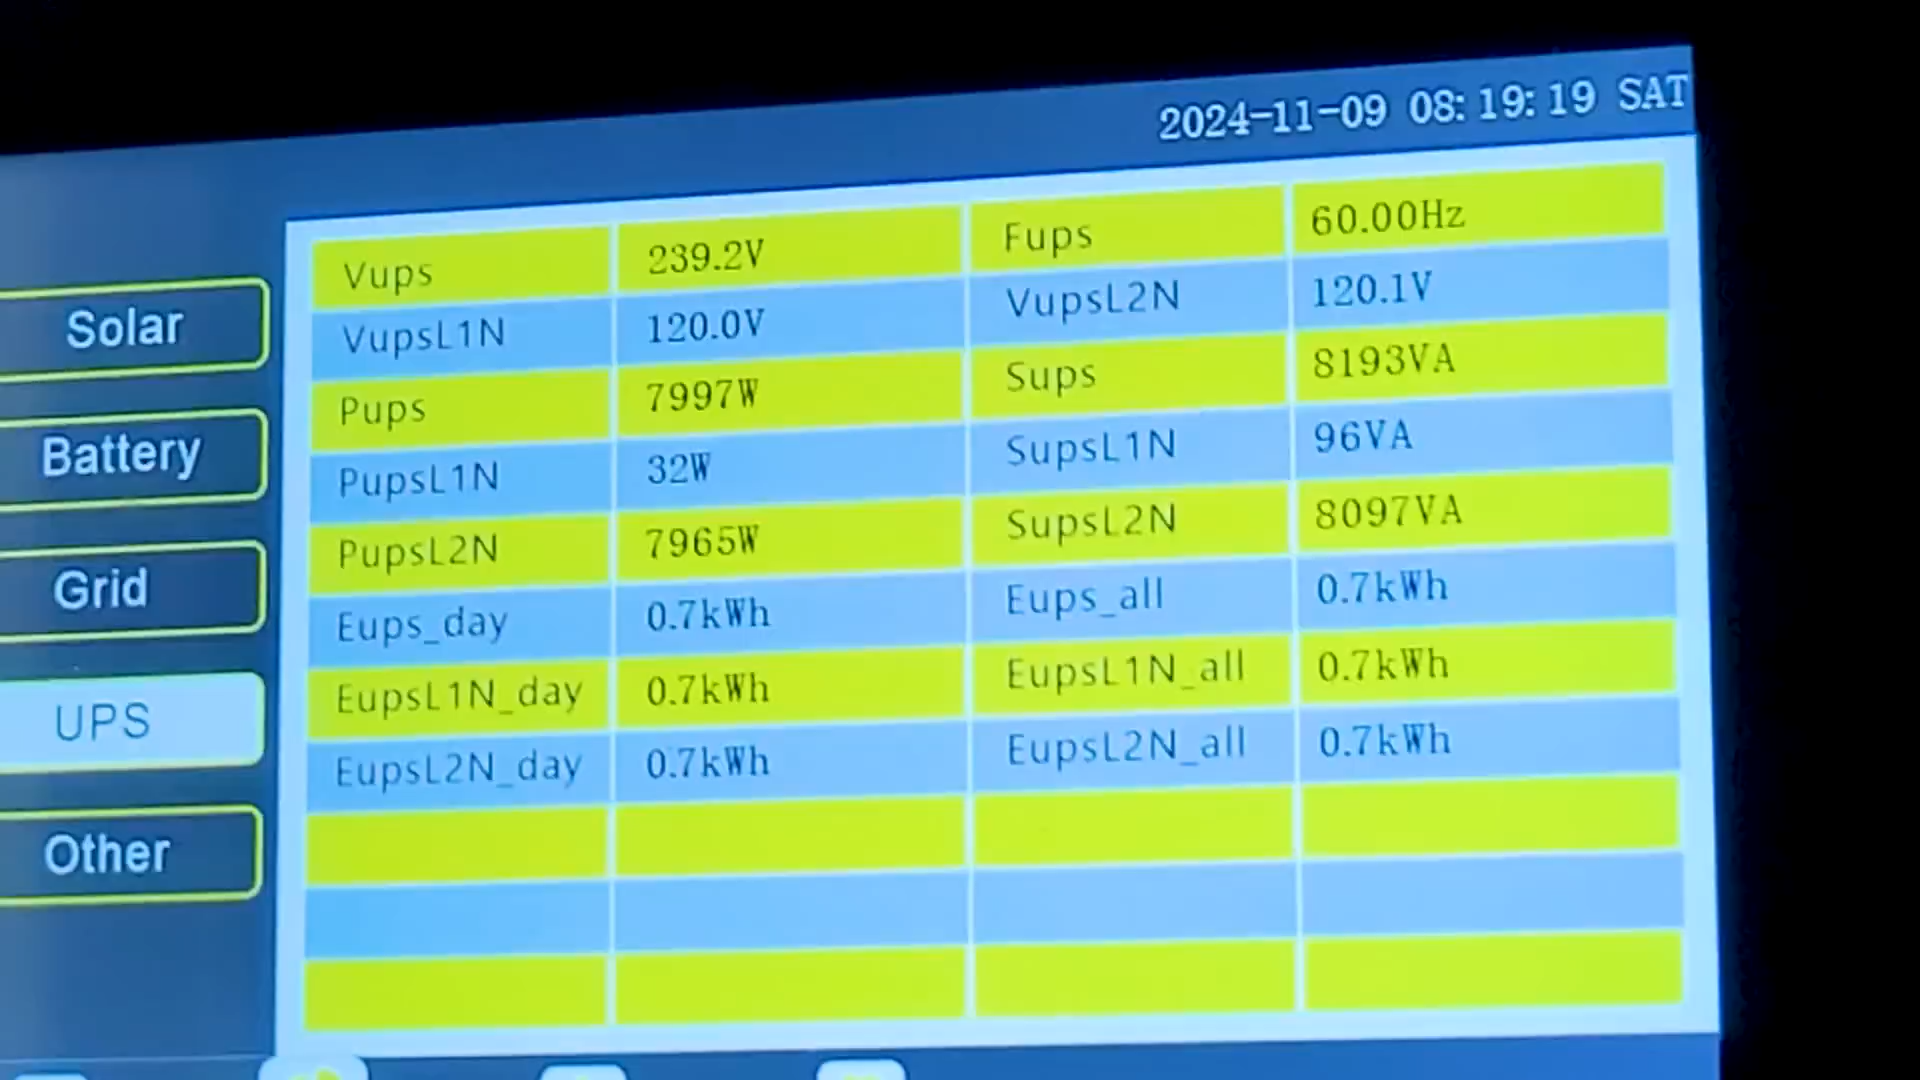 2024-11-09 08:19:19 SAT
Solar
Battery
Grid
UPS
Other
Vups 239.2V Fups 60.00Hz
VupsL1N 120.0V VupsL2N 120.1V
Pups 7997W Sups 8193VA
PupsL1N 32W SupsL1N 96VA
PupsL2N 7965W SupsL2N 8097VA
Eups_day 0.7kWh Eups_all 0.7kWh
EupsL1N_day 0.7kWh EupsL1N_all 0.7kWh
EupsL2N_day 0.7kWh EupsL2N_all 0.7kWh